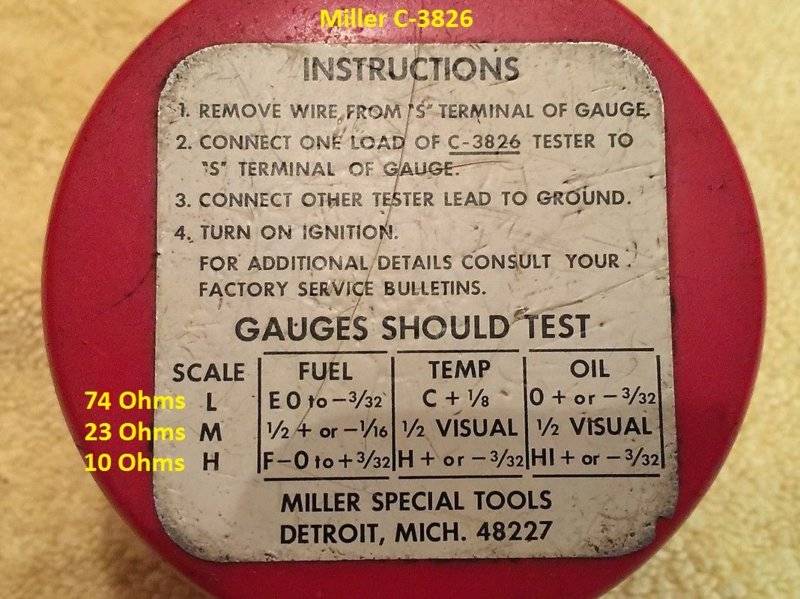 Miller C-3826
INSTRUCTIONS
1. REMOVE WIRE FROM "S" TERMINAL OF GAUGE.
2. CONNECT ONE LOAD OF C-3826 TESTER TO
"S" TERMINAL OF GAUGE.
3. CONNECT OTHER TESTER LEAD TO GROUND.
4. TURN ON IGNITION.
FOR ADDITIONAL DETAILS CONSULT YOUR
FACTORY SERVICE BULLETINS.
GAUGES SHOULD TEST
SCALE FUEL TEMP OIL
74 Ohms L E 0 to - 3/32 C + 1/8 0 + or - 3/32
23 Ohms M 1/2 + or - 1/16 1/2 VISUAL 1/2 VISUAL
10 Ohms H F-0 to + 3/32 H + or - 3/32 HI + or - 3/32
MILLER SPECIAL TOOLS
DETROIT, MICH. 48227